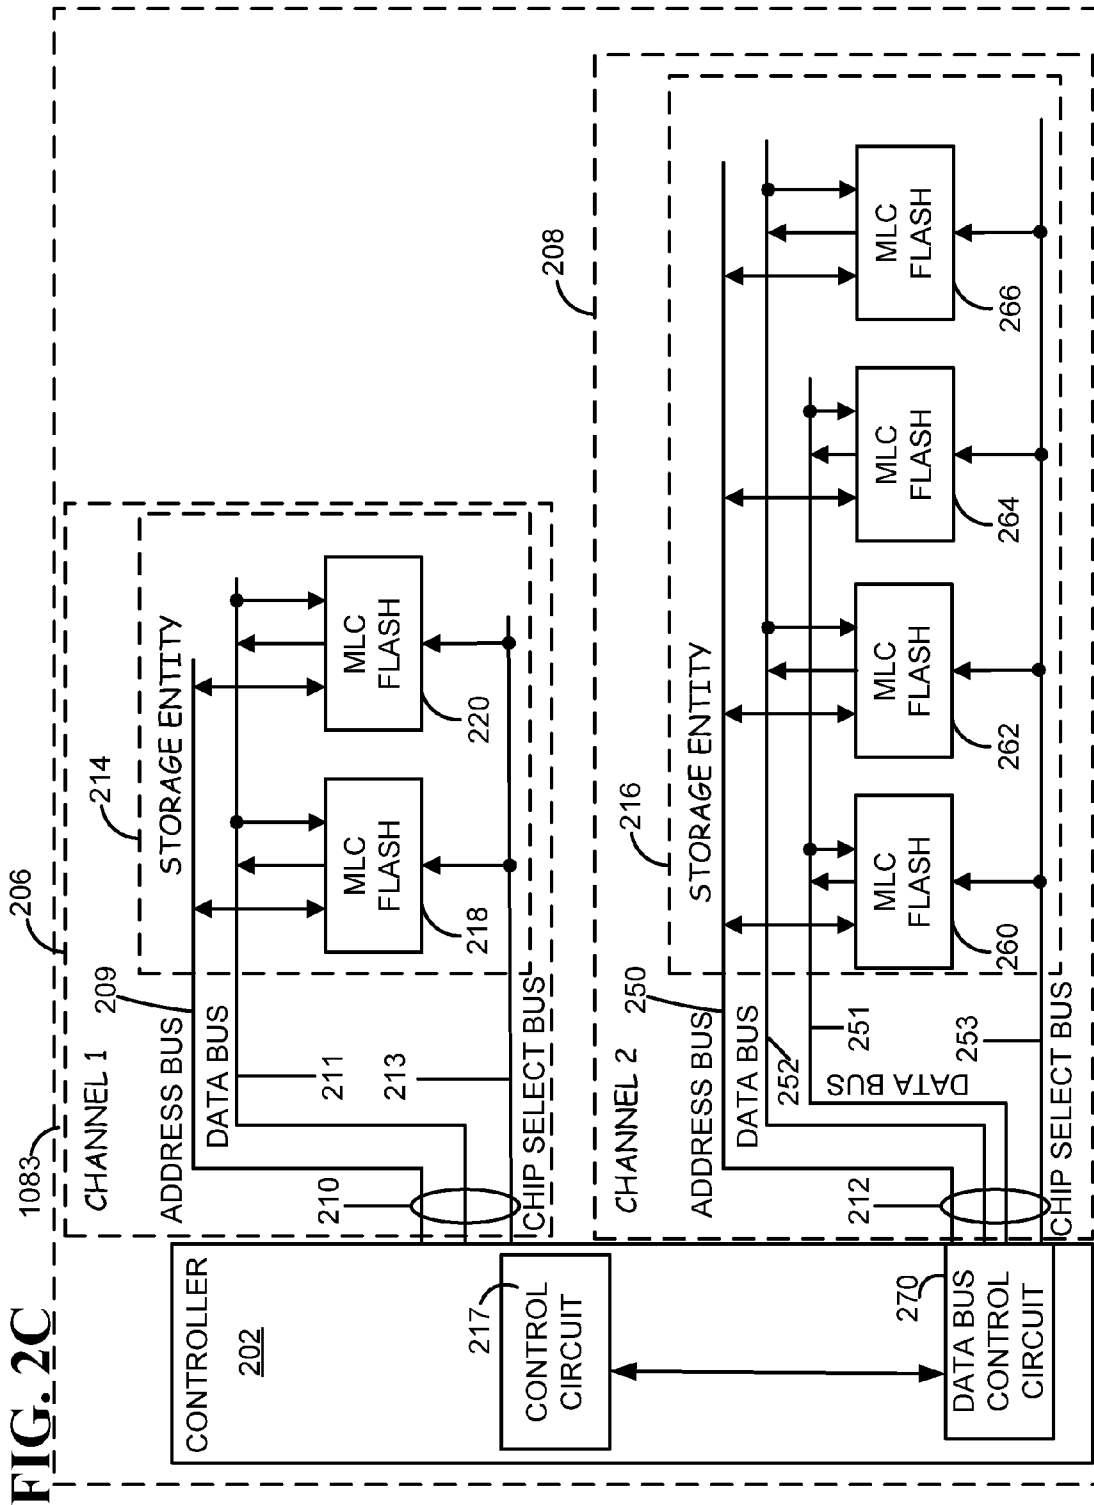 FIG. 2C
1083
206
CHANNEL 1
ADDRESS BUS
209
DATA BUS
211
213
210
CHIP SELECT BUS
214
STORAGE ENTITY
MLC
FLASH
218
MLC
FLASH
220
CONTROLLER
202
217
CONTROL
CIRCUIT
270
DATA BUS
CONTROL
CIRCUIT
208
CHANNEL 2
ADDRESS BUS
250
DATA BUS
252
251
DATA BUS
253
212
CHIP SELECT BUS
216
STORAGE ENTITY
MLC
FLASH
260
MLC
FLASH
262
MLC
FLASH
264
MLC
FLASH
266